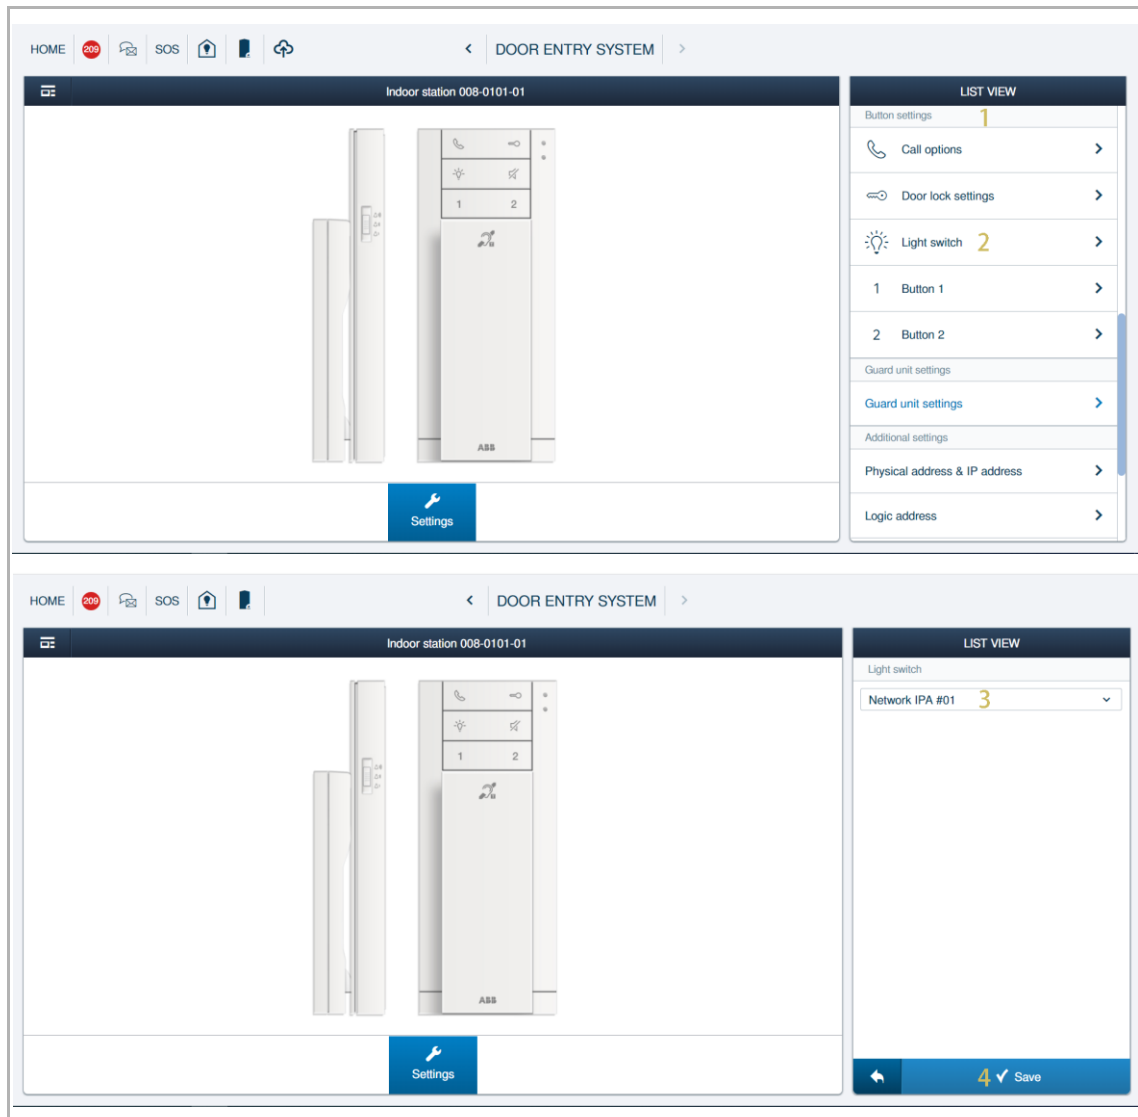 HOME 209 SOS < DOOR ENTRY SYSTEM >
Indoor station 008-0101-01
1 2
ABB
Settings
LIST VIEW
Button settings 1
Call options
Door lock settings
Light switch 2
1 Button 1
2 Button 2
Guard unit settings
Guard unit settings
Additional settings
Physical address & IP address
Logic address
HOME 209 SOS < DOOR ENTRY SYSTEM >
Indoor station 008-0101-01
1 2
ABB
Settings
LIST VIEW
Light switch
Network IPA #01 3
4 Save